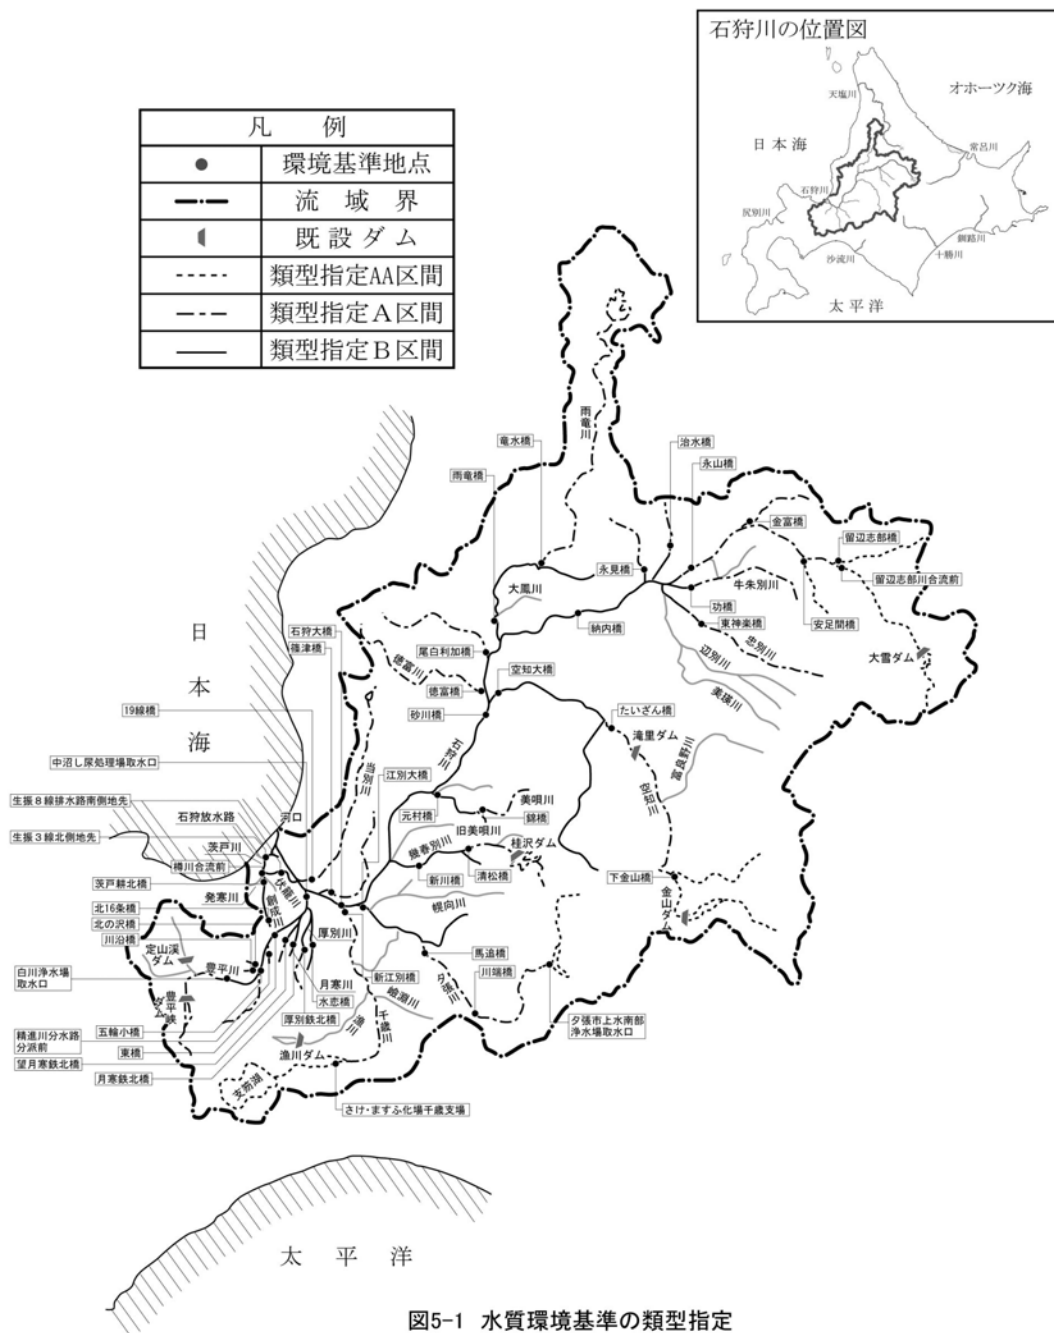 石狩川の位置図
オホーツク海
天塩川
日本海
常呂川
石狩川
尻別川
釧路川
沙流川
十勝川
太平洋
凡 例
環境基準地点
流域界
既設ダム
類型指定AA区間
類型指定A区間
類型指定B区間
雨竜川
竜水橋
治水橋
雨竜橋
永山橋
金富橋
留辺志部橋
永見橋
牛朱別川
留辺志部川合流前
大鳳川
功橋
納内橋
東神楽橋
安足間橋
忠別川
石狩大橋
篠津橋
尾白利加橋
辺別川
大雪ダム
日本海
徳富川
空知大橋
美瑛川
徳富橋
19線橋
砂川橋
たいざん橋
滝里ダム
石狩川
富良野川
中沼し尿処理場取水口
当別川
江別大橋
空知川
生振8線排水路南側地先
美唄川
石狩放水路
河口
元村橋
錦橋
旧美唄川
桂沢ダム
生振3線北側地先
茨戸川
幾春別川
樽川合流前
伏籠川
新川橋
清松橋
下金山橋
茨戸耕北橋
発寒川
創成川
幌向川
金山ダム
北16条橋
北の沢橋
厚別川
川沿橋
定山渓ダム
馬追橋
豊平川
新江別橋
川端橋
白川浄水場取水口
月寒川
夕張川
水恋橋
嶮淵川
豊平峡ダム
漁川
千歳川
厚別鉄北橋
五輪小橋
夕張市上水南部浄水場取水口
精進川分水路分派前
東橋
漁川ダム
望月寒鉄北橋
月寒鉄北橋
支笏湖
さけ・ますふ化場千歳支場
太平洋
図5-1 水質環境基準の類型指定